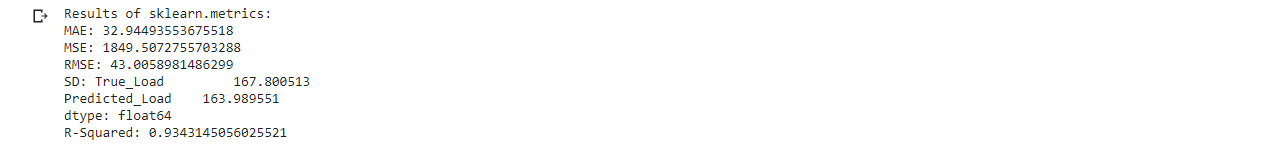 Results of sklearn.metrics:
MAE: 32.94493553675518
MSE: 1849.5072755703288
RMSE: 43.0058981486299
SD: True_Load         167.800513
Predicted_Load    163.989551
dtype: float64
R-Squared: 0.9343145056025521